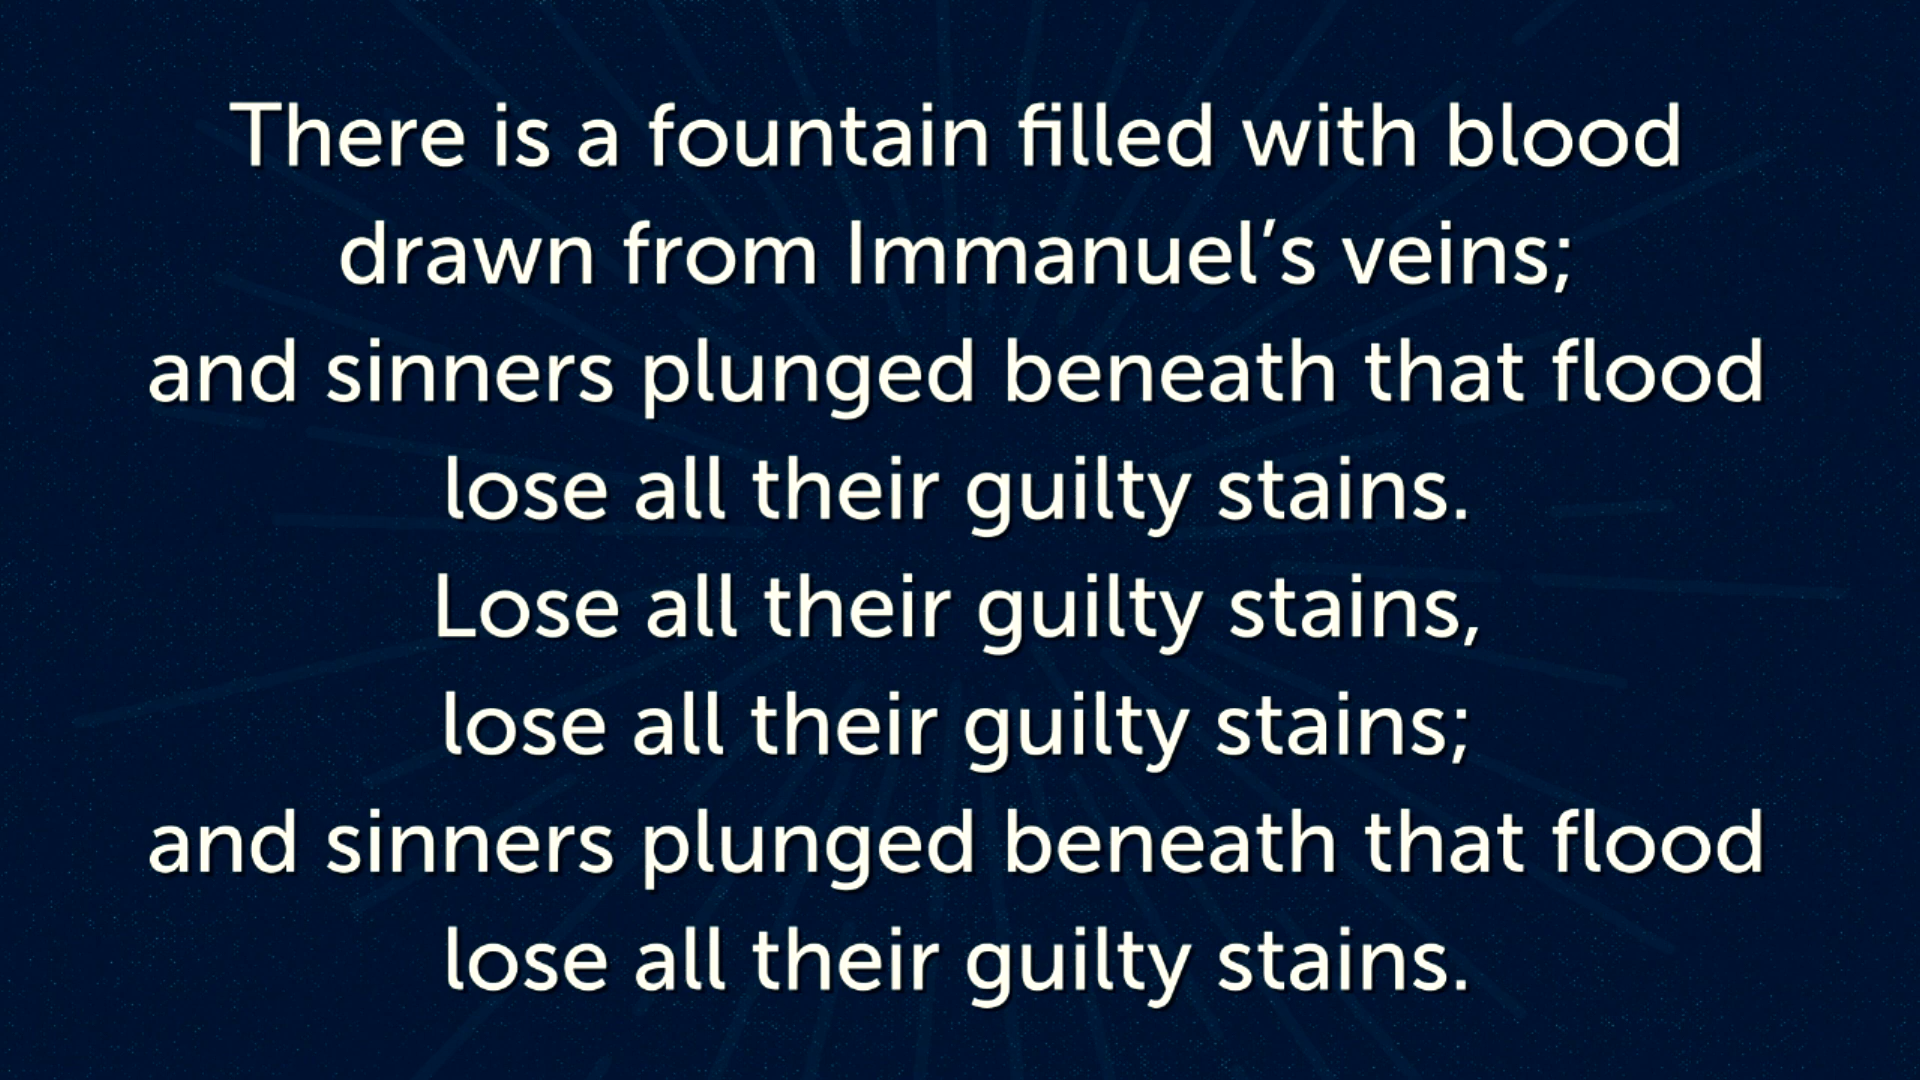 There is a fountain filled with blood
drawn from Immanuel’s veins;
and sinners plunged beneath that flood
lose all their guilty stains.
Lose all their guilty stains,
lose all their guilty stains;
and sinners plunged beneath that flood
lose all their guilty stains.